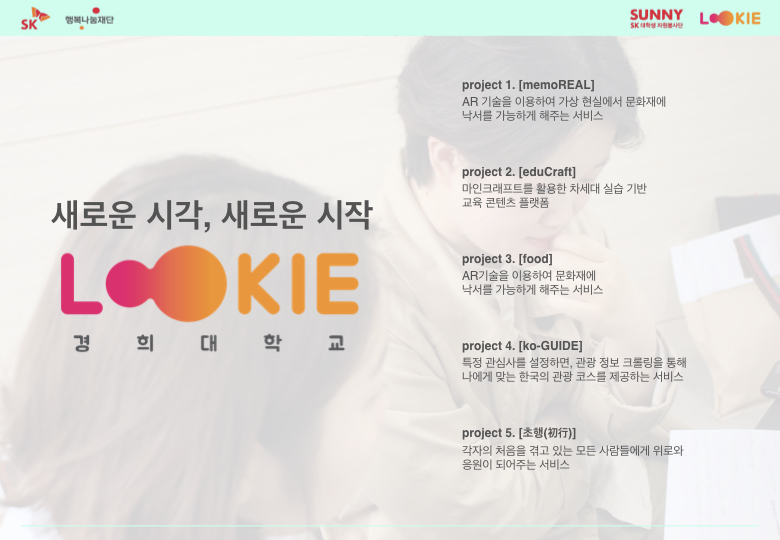 SK
행복나눔재단
SUNNY
SK 대학생 자원봉사단
LOOKIE
새로운 시각, 새로운 시작
LOOKIE
경희대학교
project 1. [memoREAL]
AR 기술을 이용하여 가상 현실에서 문화재에
낙서를 가능하게 해주는 서비스
project 2. [eduCraft]
마인크래프트를 활용한 차세대 실습 기반
교육 콘텐츠 플랫폼
project 3. [food]
AR기술을 이용하여 문화재에
낙서를 가능하게 해주는 서비스
project 4. [ko-GUIDE]
특정 관심사를 설정하면, 관광 정보 크롤링을 통해
나에게 맞는 한국의 관광 코스를 제공하는 서비스
project 5. [초행(初行)]
각자의 처음을 겪고 있는 모든 사람들에게 위로와
응원이 되어주는 서비스